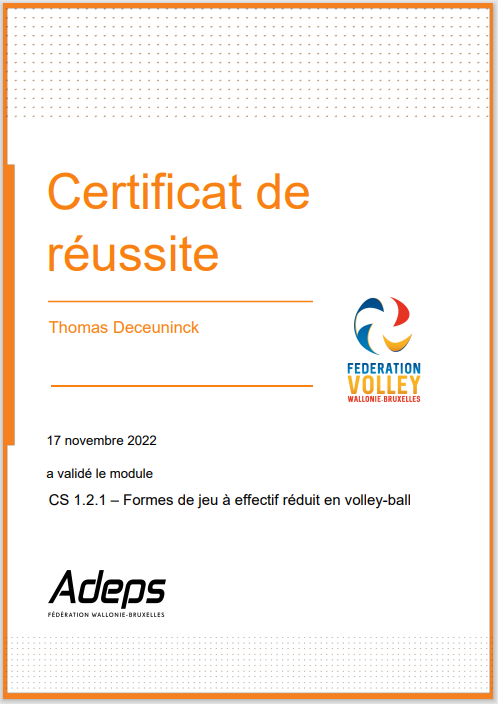 Certificat de
réussite
Thomas Deceuninck
FEDERATION
VOLLEY
WALLONIE-BRUXELLES
17 novembre 2022
a validé le module
CS 1.2.1 – Formes de jeu à effectif réduit en volley-ball
Adeps
FÉDÉRATION WALLONIE-BRUXELLES